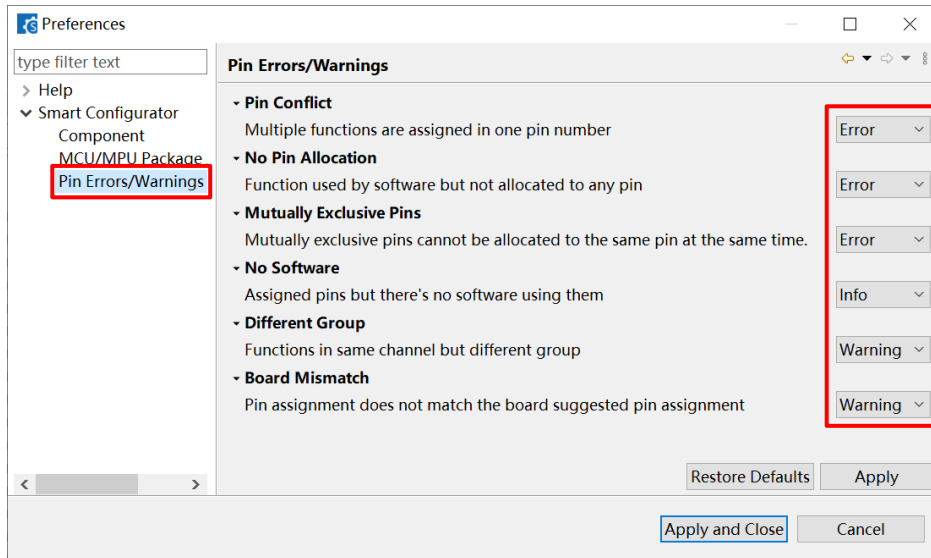 Preferences
type filter text
Help
Smart Configurator
Component
MCU/MPU Package
Pin Errors/Warnings
Pin Errors/Warnings
Pin Conflict
Multiple functions are assigned in one pin number
Error
No Pin Allocation
Function used by software but not allocated to any pin
Error
Mutually Exclusive Pins
Mutually exclusive pins cannot be allocated to the same pin at the same time.
Error
No Software
Assigned pins but there's no software using them
Info
Different Group
Functions in same channel but different group
Warning
Board Mismatch
Pin assignment does not match the board suggested pin assignment
Warning
Restore Defaults
Apply
Apply and Close
Cancel